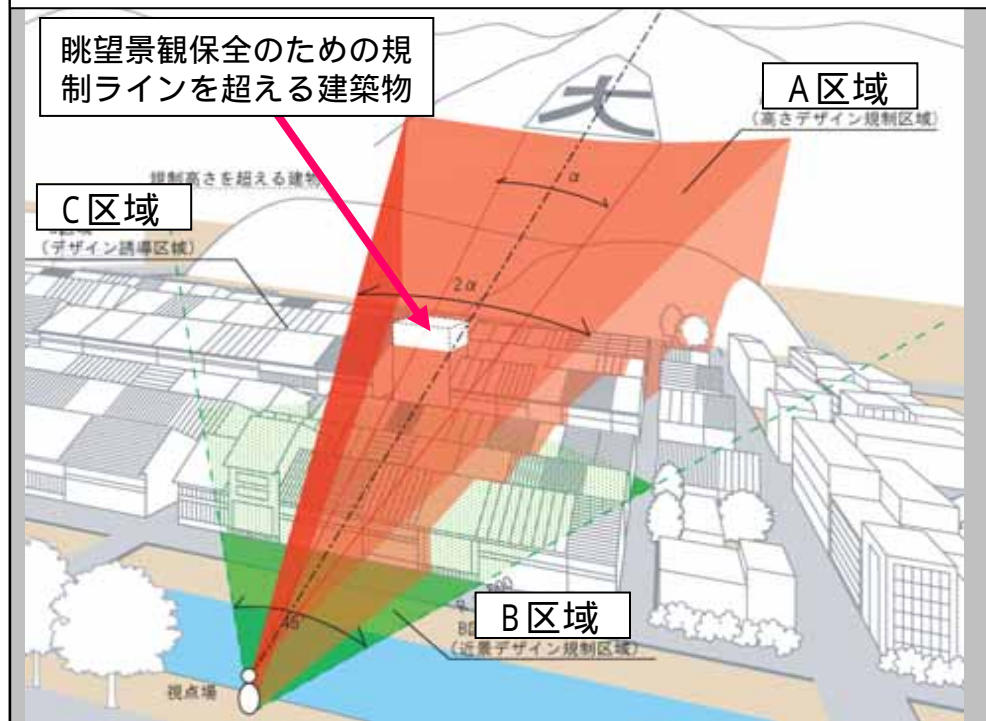 眺望景観保全のための規
制ラインを超える建築物
A区域
(高さデザイン規制区域)
大
α
規制高さを超える建物
C区域
(デザイン誘導区域)
2α
B区域
(近景デザイン規制区域)
45
視点場